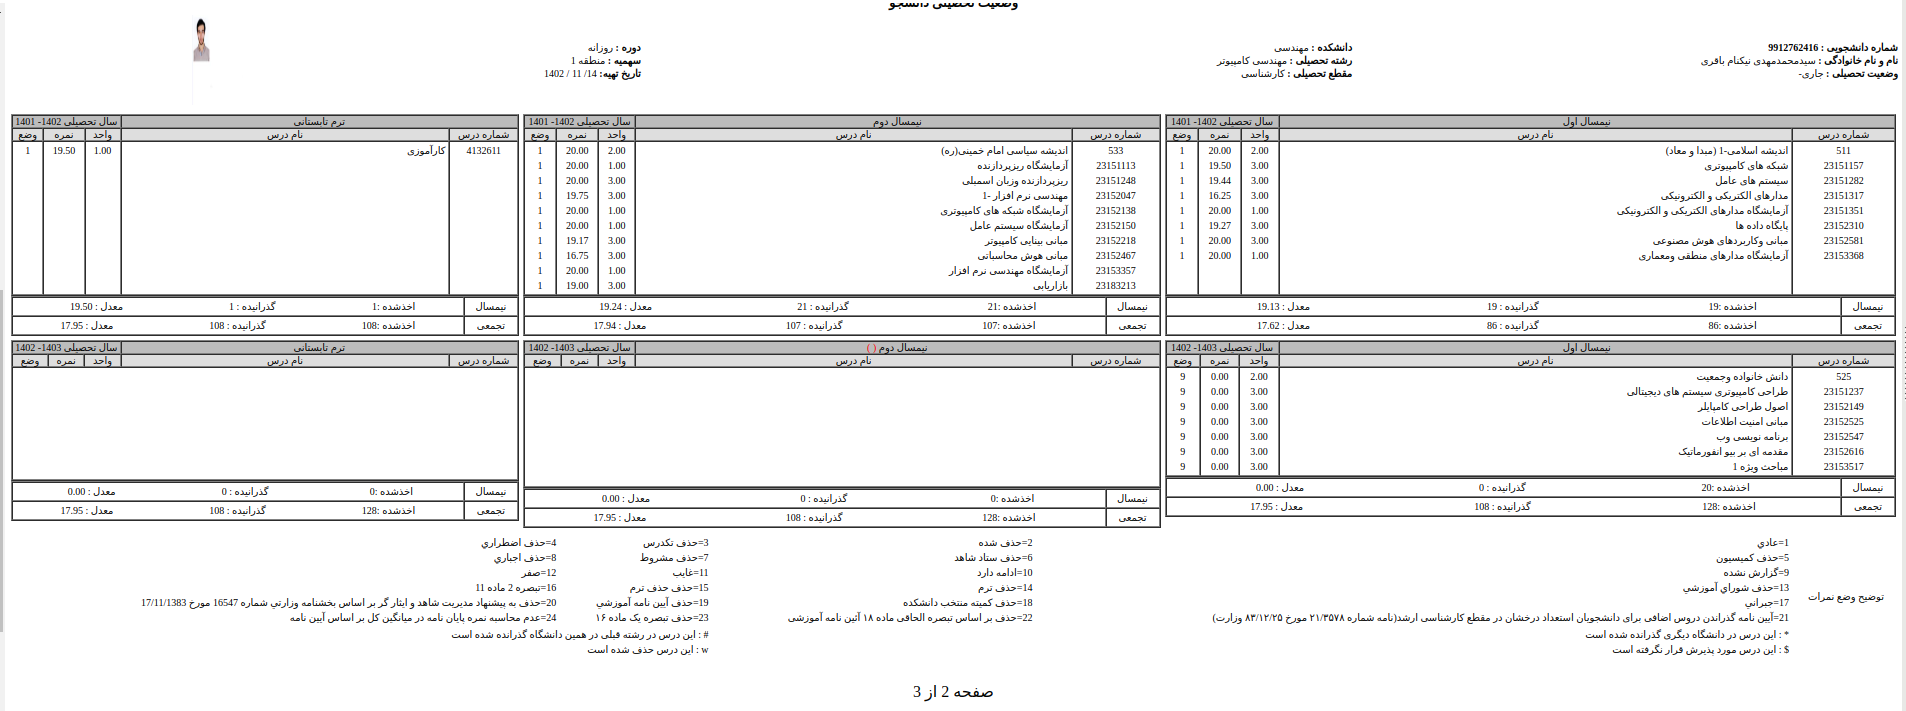 وضعیت تحصیلی دانشجو
شماره دانشجویی : 9912762416
نام و نام خانوادگی : سیدمحمدمهدی نیکنام باقری
وضعیت تحصیلی : جاری-
دانشکده : مهندسی
رشته تحصیلی : مهندسی کامپیوتر
مقطع تحصیلی : کارشناسی
دوره : روزانه
سهمیه : منطقه 1
تاریخ تهیه: 14/ 11 / 1402
نیمسال اول سال تحصیلی 1402- 1401
شماره درس نام درس واحد نمره وضع
511 اندیشه اسلامی-1 (مبدا و معاد) 2.00 20.00 1
23151157 شبکه های کامپیوتری 3.00 19.50 1
23151282 سیستم های عامل 3.00 19.44 1
23151317 مدارهای الکتریکی و الکترونیکی 3.00 16.25 1
23151351 آزمایشگاه مدارهای الکتریکی و الکترونیکی 1.00 20.00 1
23152310 پایگاه داده ها 3.00 19.27 1
23152581 مبانی وکاربردهای هوش مصنوعی 3.00 20.00 1
23153368 آزمایشگاه مدارهای منطقی ومعماری 1.00 20.00 1
نیمسال اخذشده :19 گذرانیده : 19 معدل : 19.13
تجمعی اخذشده :86 گذرانیده : 86 معدل : 17.62
نیمسال دوم سال تحصیلی 1402- 1401
شماره درس نام درس واحد نمره وضع
533 اندیشه سیاسی امام خمینی(ره) 2.00 20.00 1
23151113 آزمایشگاه ریزپردازنده 1.00 20.00 1
23151248 ریزپردازنده وزبان اسمبلی 3.00 20.00 1
23152047 مهندسی نرم افزار -1 3.00 19.75 1
23152138 آزمایشگاه شبکه های کامپیوتری 1.00 20.00 1
23152150 آزمایشگاه سیستم عامل 1.00 20.00 1
23152218 مبانی بینایی کامپیوتر 3.00 19.17 1
23152467 مبانی هوش محاسباتی 3.00 16.75 1
23153357 آزمایشگاه مهندسی نرم افزار 1.00 20.00 1
23183213 بازاریابی 3.00 19.00 1
نیمسال اخذشده :21 گذرانیده : 21 معدل : 19.24
تجمعی اخذشده :107 گذرانیده : 107 معدل : 17.94
ترم تابستانی سال تحصیلی 1402- 1401
شماره درس نام درس واحد نمره وضع
4132611 کارآموزی 1.00 19.50 1
نیمسال اخذشده :1 گذرانیده : 1 معدل : 19.50
تجمعی اخذشده :108 گذرانیده : 108 معدل : 17.95
نیمسال اول سال تحصیلی 1403- 1402
شماره درس نام درس واحد نمره وضع
525 دانش خانواده وجمعیت 2.00 0.00 9
23151237 طراحی کامپیوتری سیستم های دیجیتالی 3.00 0.00 9
23152149 اصول طراحی کامپایلر 3.00 0.00 9
23152525 مبانی امنیت اطلاعات 3.00 0.00 9
23152547 برنامه نویسی وب 3.00 0.00 9
23152616 مقدمه ای بر بیو انفورماتیک 3.00 0.00 9
23153517 مباحث ویژه 1 3.00 0.00 9
نیمسال اخذشده :20 گذرانیده : 0 معدل : 0.00
تجمعی اخذشده :128 گذرانیده : 108 معدل : 17.95
نیمسال دوم ( ) سال تحصیلی 1403- 1402
شماره درس نام درس واحد نمره وضع
نیمسال اخذشده :0 گذرانیده : 0 معدل : 0.00
تجمعی اخذشده :128 گذرانیده : 108 معدل : 17.95
ترم تابستانی سال تحصیلی 1403- 1402
شماره درس نام درس واحد نمره وضع
نیمسال اخذشده :0 گذرانیده : 0 معدل : 0.00
تجمعی اخذشده :128 گذرانیده : 108 معدل : 17.95
توضیح وضع نمرات
1=عادي 2=حذف شده 3=حذف تکدرس 4=حذف اضطراري
5=حذف کمیسیون 6=حذف ستاد شاهد 7=حذف مشروط 8=حذف اجباري
9=گزارش نشده 10=ادامه دارد 11=غایب 12=صفر
13=حذف شوراي آموزشي 14=حذف ترم 15=حذف حذف ترم 16=تبصره 2 ماده 11
17=جبراني 18=حذف کمیته منتخب دانشکده 19=حذف آیین نامه آموزشي 20=حذف به پیشنهاد مدیریت شاهد و ایثار گر بر اساس بخشنامه وزارتي شماره 16547 مورخ 17/11/1383
21=آیین نامه گذراندن دروس اضافی برای دانشجویان استعداد درخشان در مقطع کارشناسی ارشد(نامه شماره ۲۱/۳۵۷۸ مورخ ۸۳/۱۲/۲۵ وزارت) 22=حذف بر اساس تبصره الحاقی ماده ۱۸ آئین نامه آموزشی 23=حذف تبصره یک ماده ۱۶ 24=عدم محاسبه نمره پایان نامه در میانگین کل بر اساس آیین نامه
* : این درس در دانشگاه دیگری گذرانده شده است # : این درس در رشته قبلی در همین دانشگاه گذرانده شده است
$ : این درس مورد پذیرش قرار نگرفته است w : این درس حذف شده است
صفحه 2 از 3